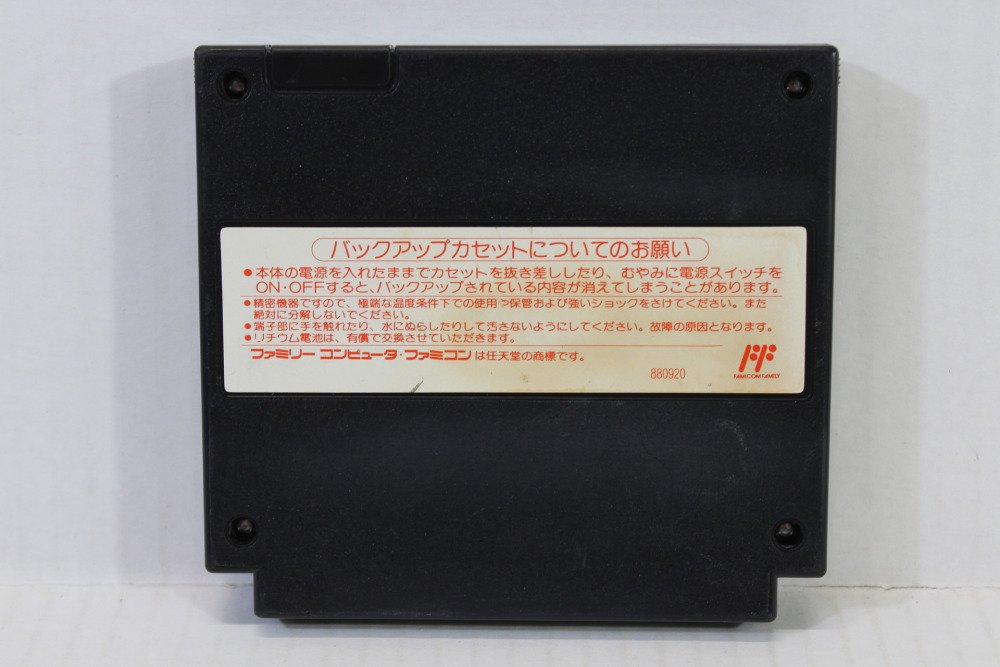 バックアップカセットについてのお願い
●本体の電源を入れたままでカセットを抜き差ししたり、むやみに電源スイッチを
ON・OFFすると、バックアップされている内容が消えてしまうことがあります。
●精密機器ですので、極端な温度条件下での使用や保管および強いショックをさけてください。また
絶対に分解しないでください。
●端子部に手を触れたり、水にぬらしたりして汚さないようにしてください。故障の原因となります。
●リチウム電池は、有償で交換させていただきます。
ファミリー コンピュータ・ファミコン は任天堂の商標です。
880920
FAMICOM FAMILY